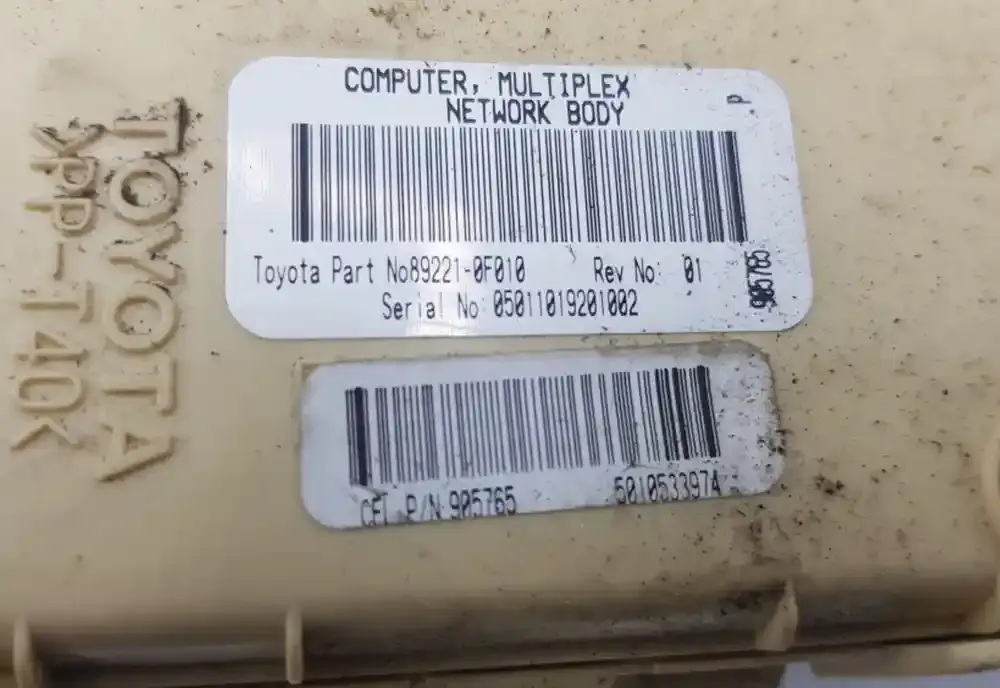 COMPUTER, MULTIPLEX
NETWORK BODY
P
Toyota Part No89221-0F010 Rev No: 01
Serial No: 05011019201002
905765
CEL P/N 905765 5010533974
TOYOTA
>PP-T40<